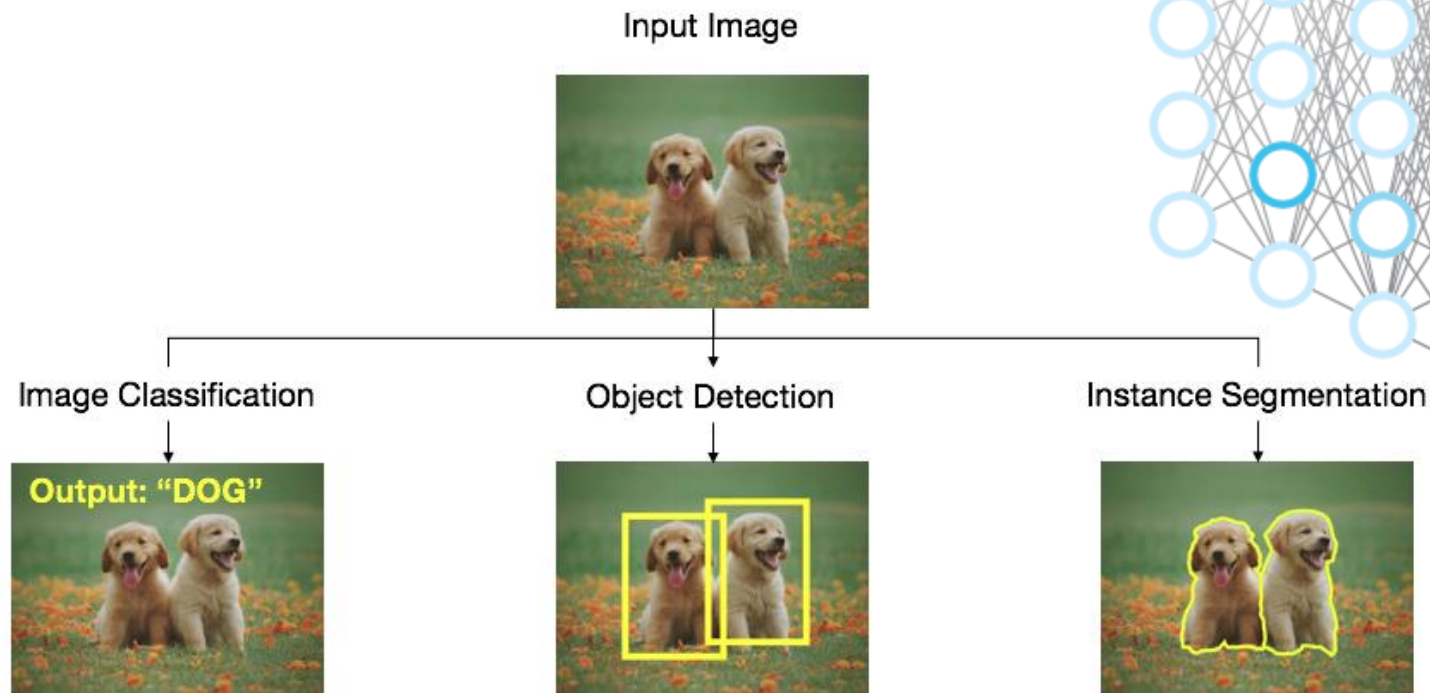 Input Image
Image Classification
Object Detection
Instance Segmentation
Output: “DOG”